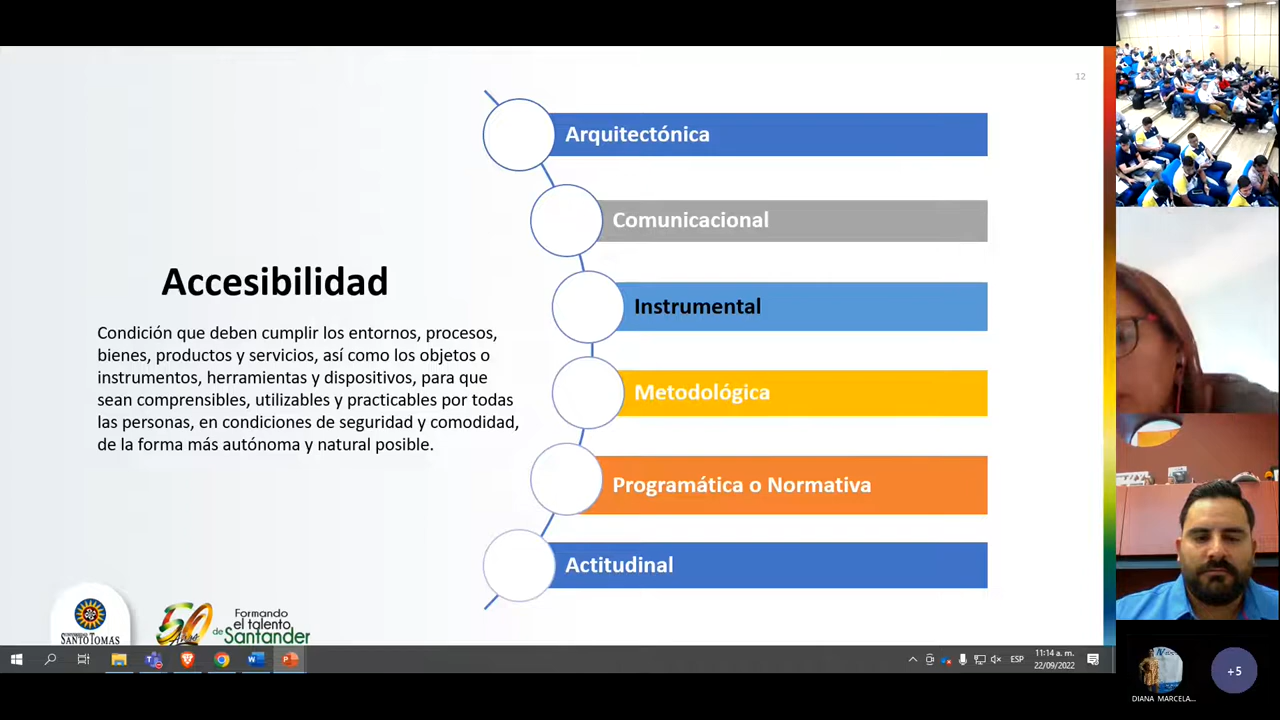 12
Arquitectónica
Comunicacional
Instrumental
Metodológica
Programática o Normativa
Actitudinal
Accesibilidad
Condición que deben cumplir los entornos, procesos,
bienes, productos y servicios, así como los objetos o
instrumentos, herramientas y dispositivos, para que
sean comprensibles, utilizables y practicables por todas
las personas, en condiciones de seguridad y comodidad,
de la forma más autónoma y natural posible.
SANTO TOMÁS
50 Años
Formando
el talento
de Santander
ESP
11:14 a. m.
22/09/2022
DIANA MARCELA...
+5